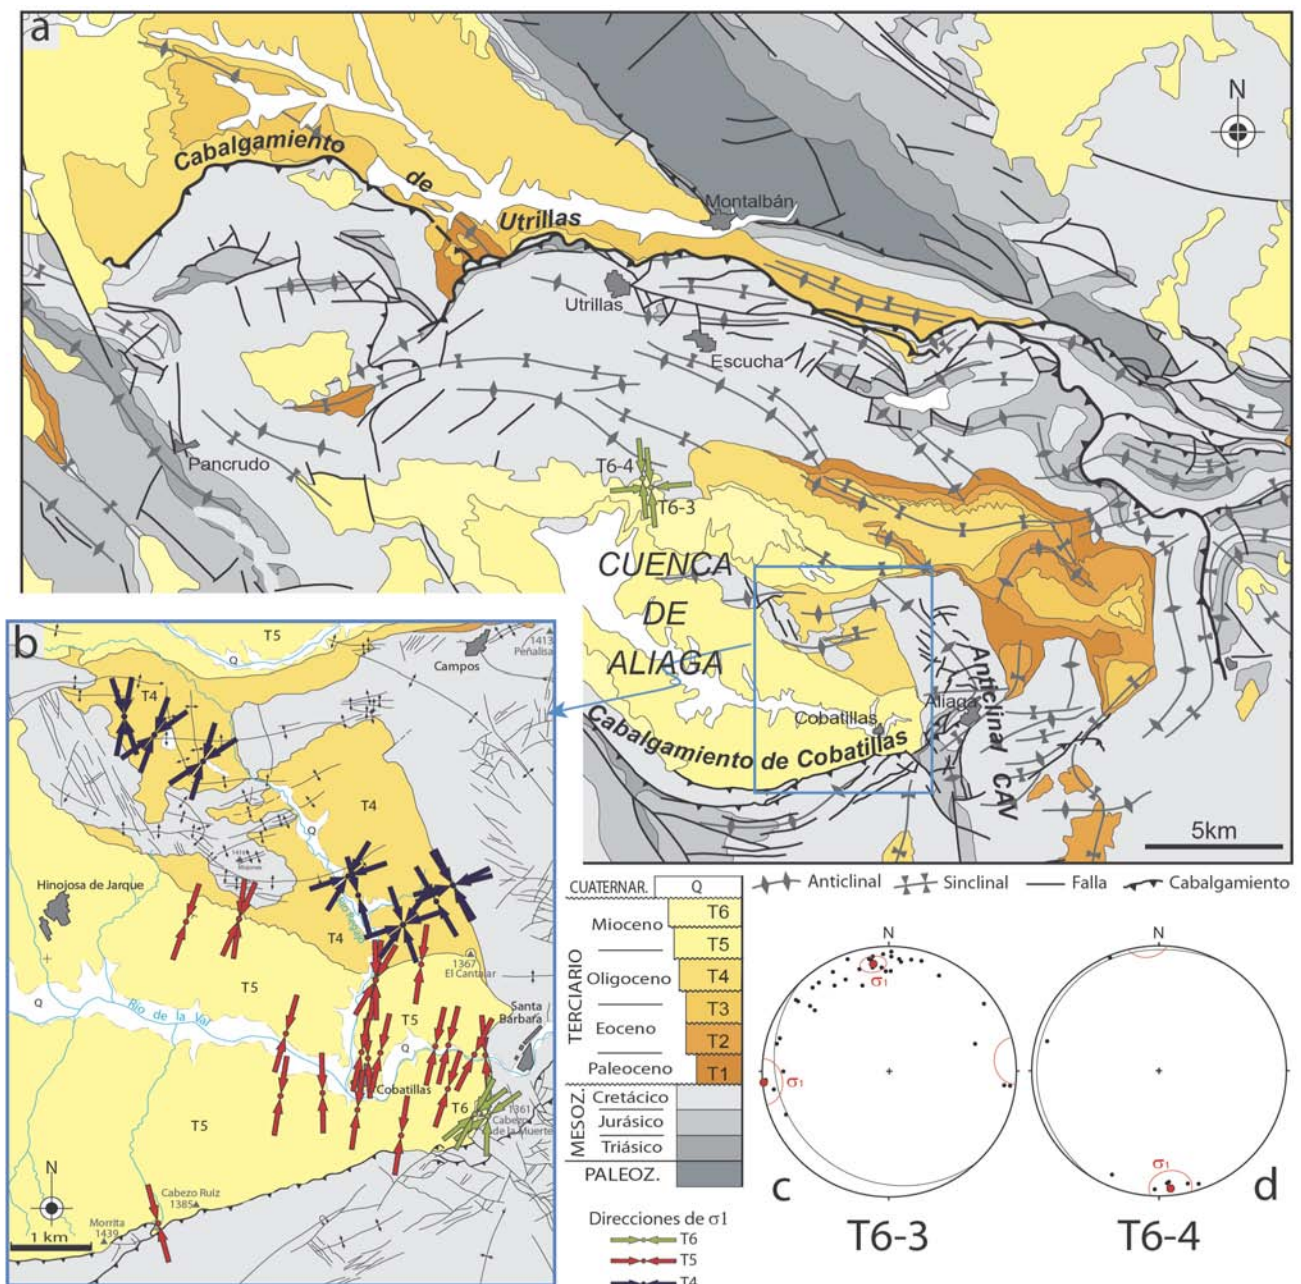 a
N
Cabalgamiento
de
Utrillas
Montalbán
Utrillas
Escucha
Pancrudo
T6-4
T6-3
CUENCA
DE
ALIAGA
Cobatillas
Aliaga
Anticlinal
CAV
Cabalgamiento de Cobatillas
5km
b
T5
Q
Campos
1413
Peñalisa
T4
T4
Q
Hinojosa de Jarque
T4
1367
El Cantalar
T5
Q
Río de la Val
T5
Q
Santa
Bárbara
Cobatillas
T5
T6
1361
Cabezo
de la Muerte
N
Cabezo Ruiz
1385
Morrita
1439
1 km
CUATERNAR.
Q
TERCIARIO
Mioceno
T6
T5
Oligoceno
T4
Eoceno
T3
T2
Paleoceno
T1
MESOZ.
Cretácico
Jurásico
Triásico
PALEOZ.
Anticlinal
Sinclinal
Falla
Cabalgamiento
Direcciones de σ1
T6
T5
T4
N
σ1
σ1
c
T6-3
N
σ1
d
T6-4